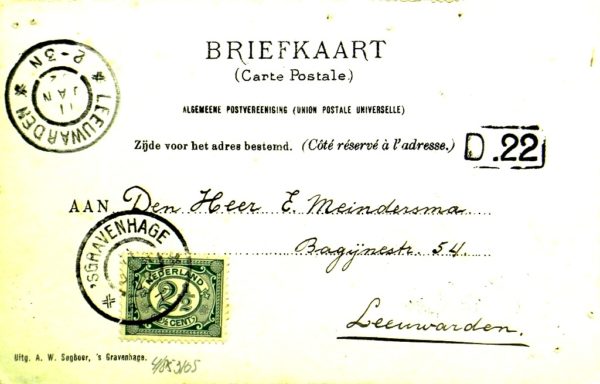 BRIEFKAART
(Carte Postale.)
ALGEMEENE POSTVEREENIGING (UNION POSTALE UNIVERSELLE)
Zijde voor het adres bestemd. (Côté réservé à l'adresse.)
D.22
LEEUWARDEN
2-3N
11
JAN
AAN Den Heer E. Meindersma
Bagijnestr. 54.
Leeuwarden.
'SGRAVENHAGE
NEDERLAND
2½
CENT
Uitg. A. W. Segboer, 's Gravenhage.